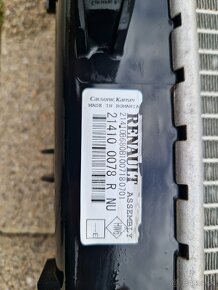 Calsonic Kansei
MADE IN ROMANIA
RENAULT
ASSEMBLY
21410 0078 R NU
E